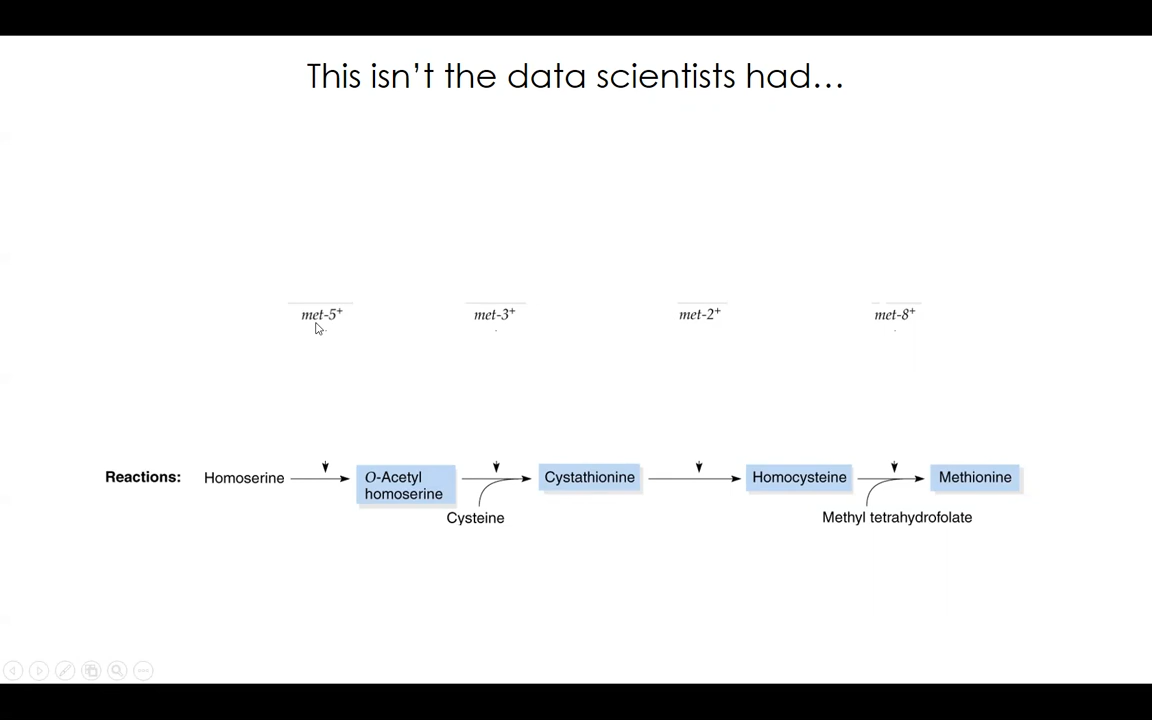 This isn't the data scientists had...
met-5+ met-3+ met-2+ met-8+
Reactions: Homoserine O-Acetyl homoserine Cystathionine Homocysteine Methionine
Cysteine Methyl tetrahydrofolate